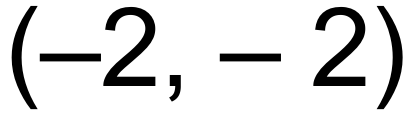 (–2, – 2)